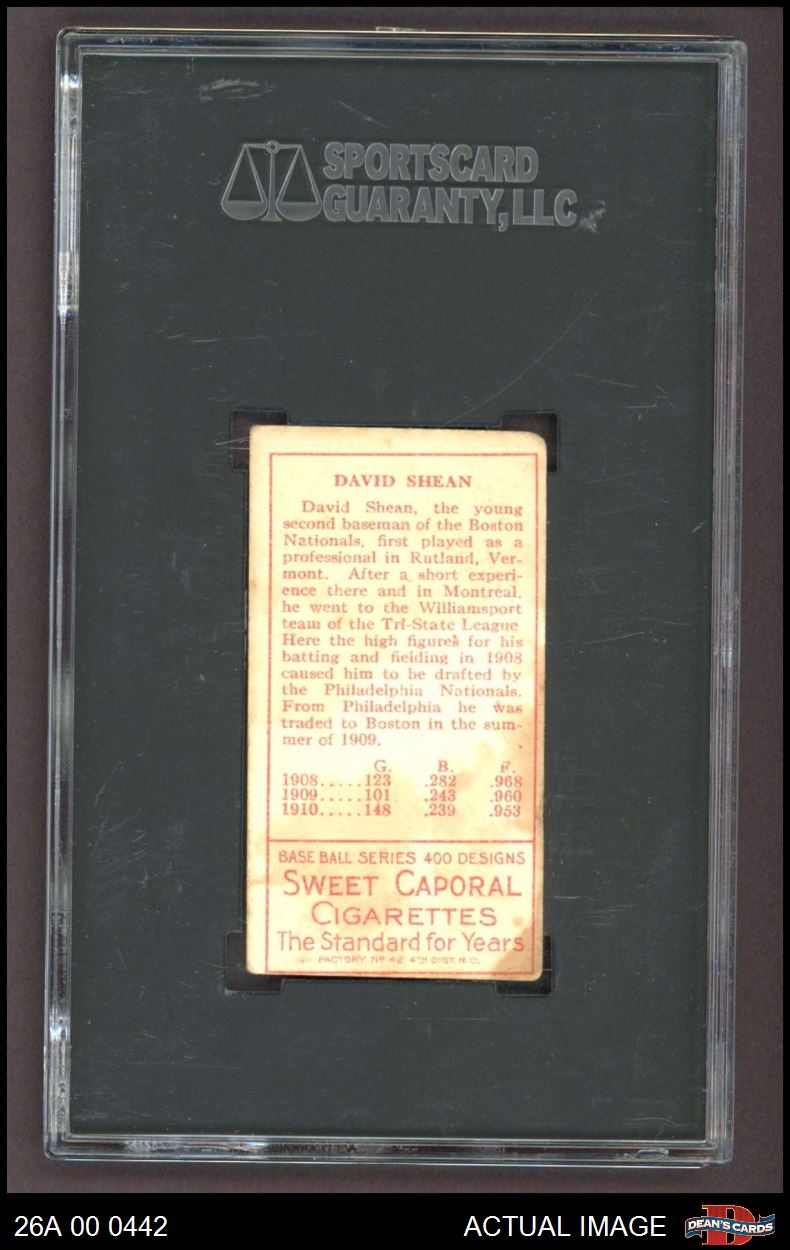 SPORTSCARD
GUARANTY, LLC
DAVID SHEAN
David Shean, the young
second baseman of the Boston
Nationals, first played as a
professional in Rutland, Ver-
mont. After a short experi-
ence there and in Montreal,
he went to the Williamsport
team of the Tri-State League
Here the high figures for his
batting and fielding in 1908
caused him to be drafted by
the Philadelphia Nationals.
From Philadelphia he was
traded to Boston in the sum-
mer of 1909.
G. B. F.
1908.....123 .282 .968
1909.....101 .243 .960
1910.....148 .239 .953
BASE BALL SERIES 400 DESIGNS
SWEET CAPORAL
CIGARETTES
The Standard for Years
FACTORY Nº 42 4TH DIST. N.C.
26A 00 0442
ACTUAL IMAGE
D
DEAN'S CARDS